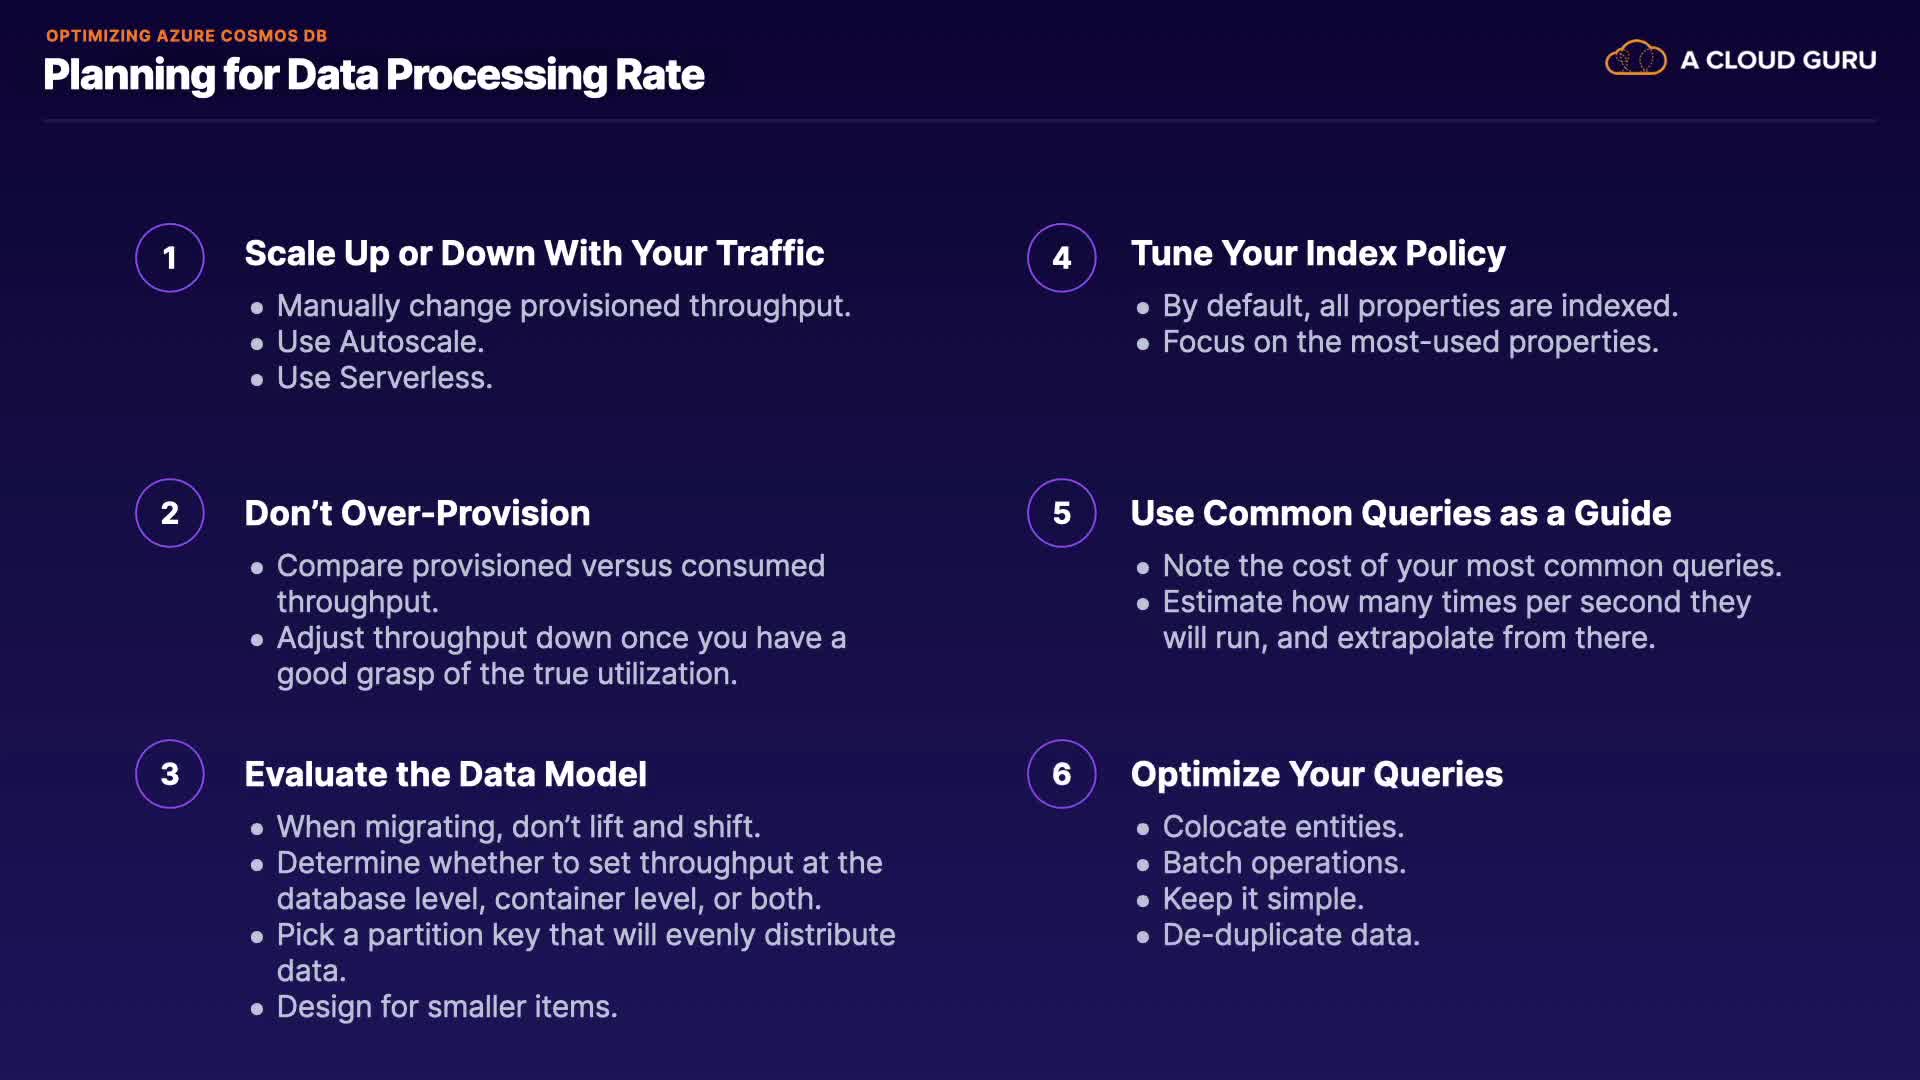 OPTIMIZING AZURE COSMOS DB
Planning for Data Processing Rate
A CLOUD GURU
1
Scale Up or Down With Your Traffic
• Manually change provisioned throughput.
• Use Autoscale.
• Use Serverless.
2
Don’t Over-Provision
• Compare provisioned versus consumed
throughput.
• Adjust throughput down once you have a
good grasp of the true utilization.
3
Evaluate the Data Model
• When migrating, don’t lift and shift.
• Determine whether to set throughput at the
database level, container level, or both.
• Pick a partition key that will evenly distribute
data.
• Design for smaller items.
4
Tune Your Index Policy
• By default, all properties are indexed.
• Focus on the most-used properties.
5
Use Common Queries as a Guide
• Note the cost of your most common queries.
• Estimate how many times per second they
will run, and extrapolate from there.
6
Optimize Your Queries
• Colocate entities.
• Batch operations.
• Keep it simple.
• De-duplicate data.